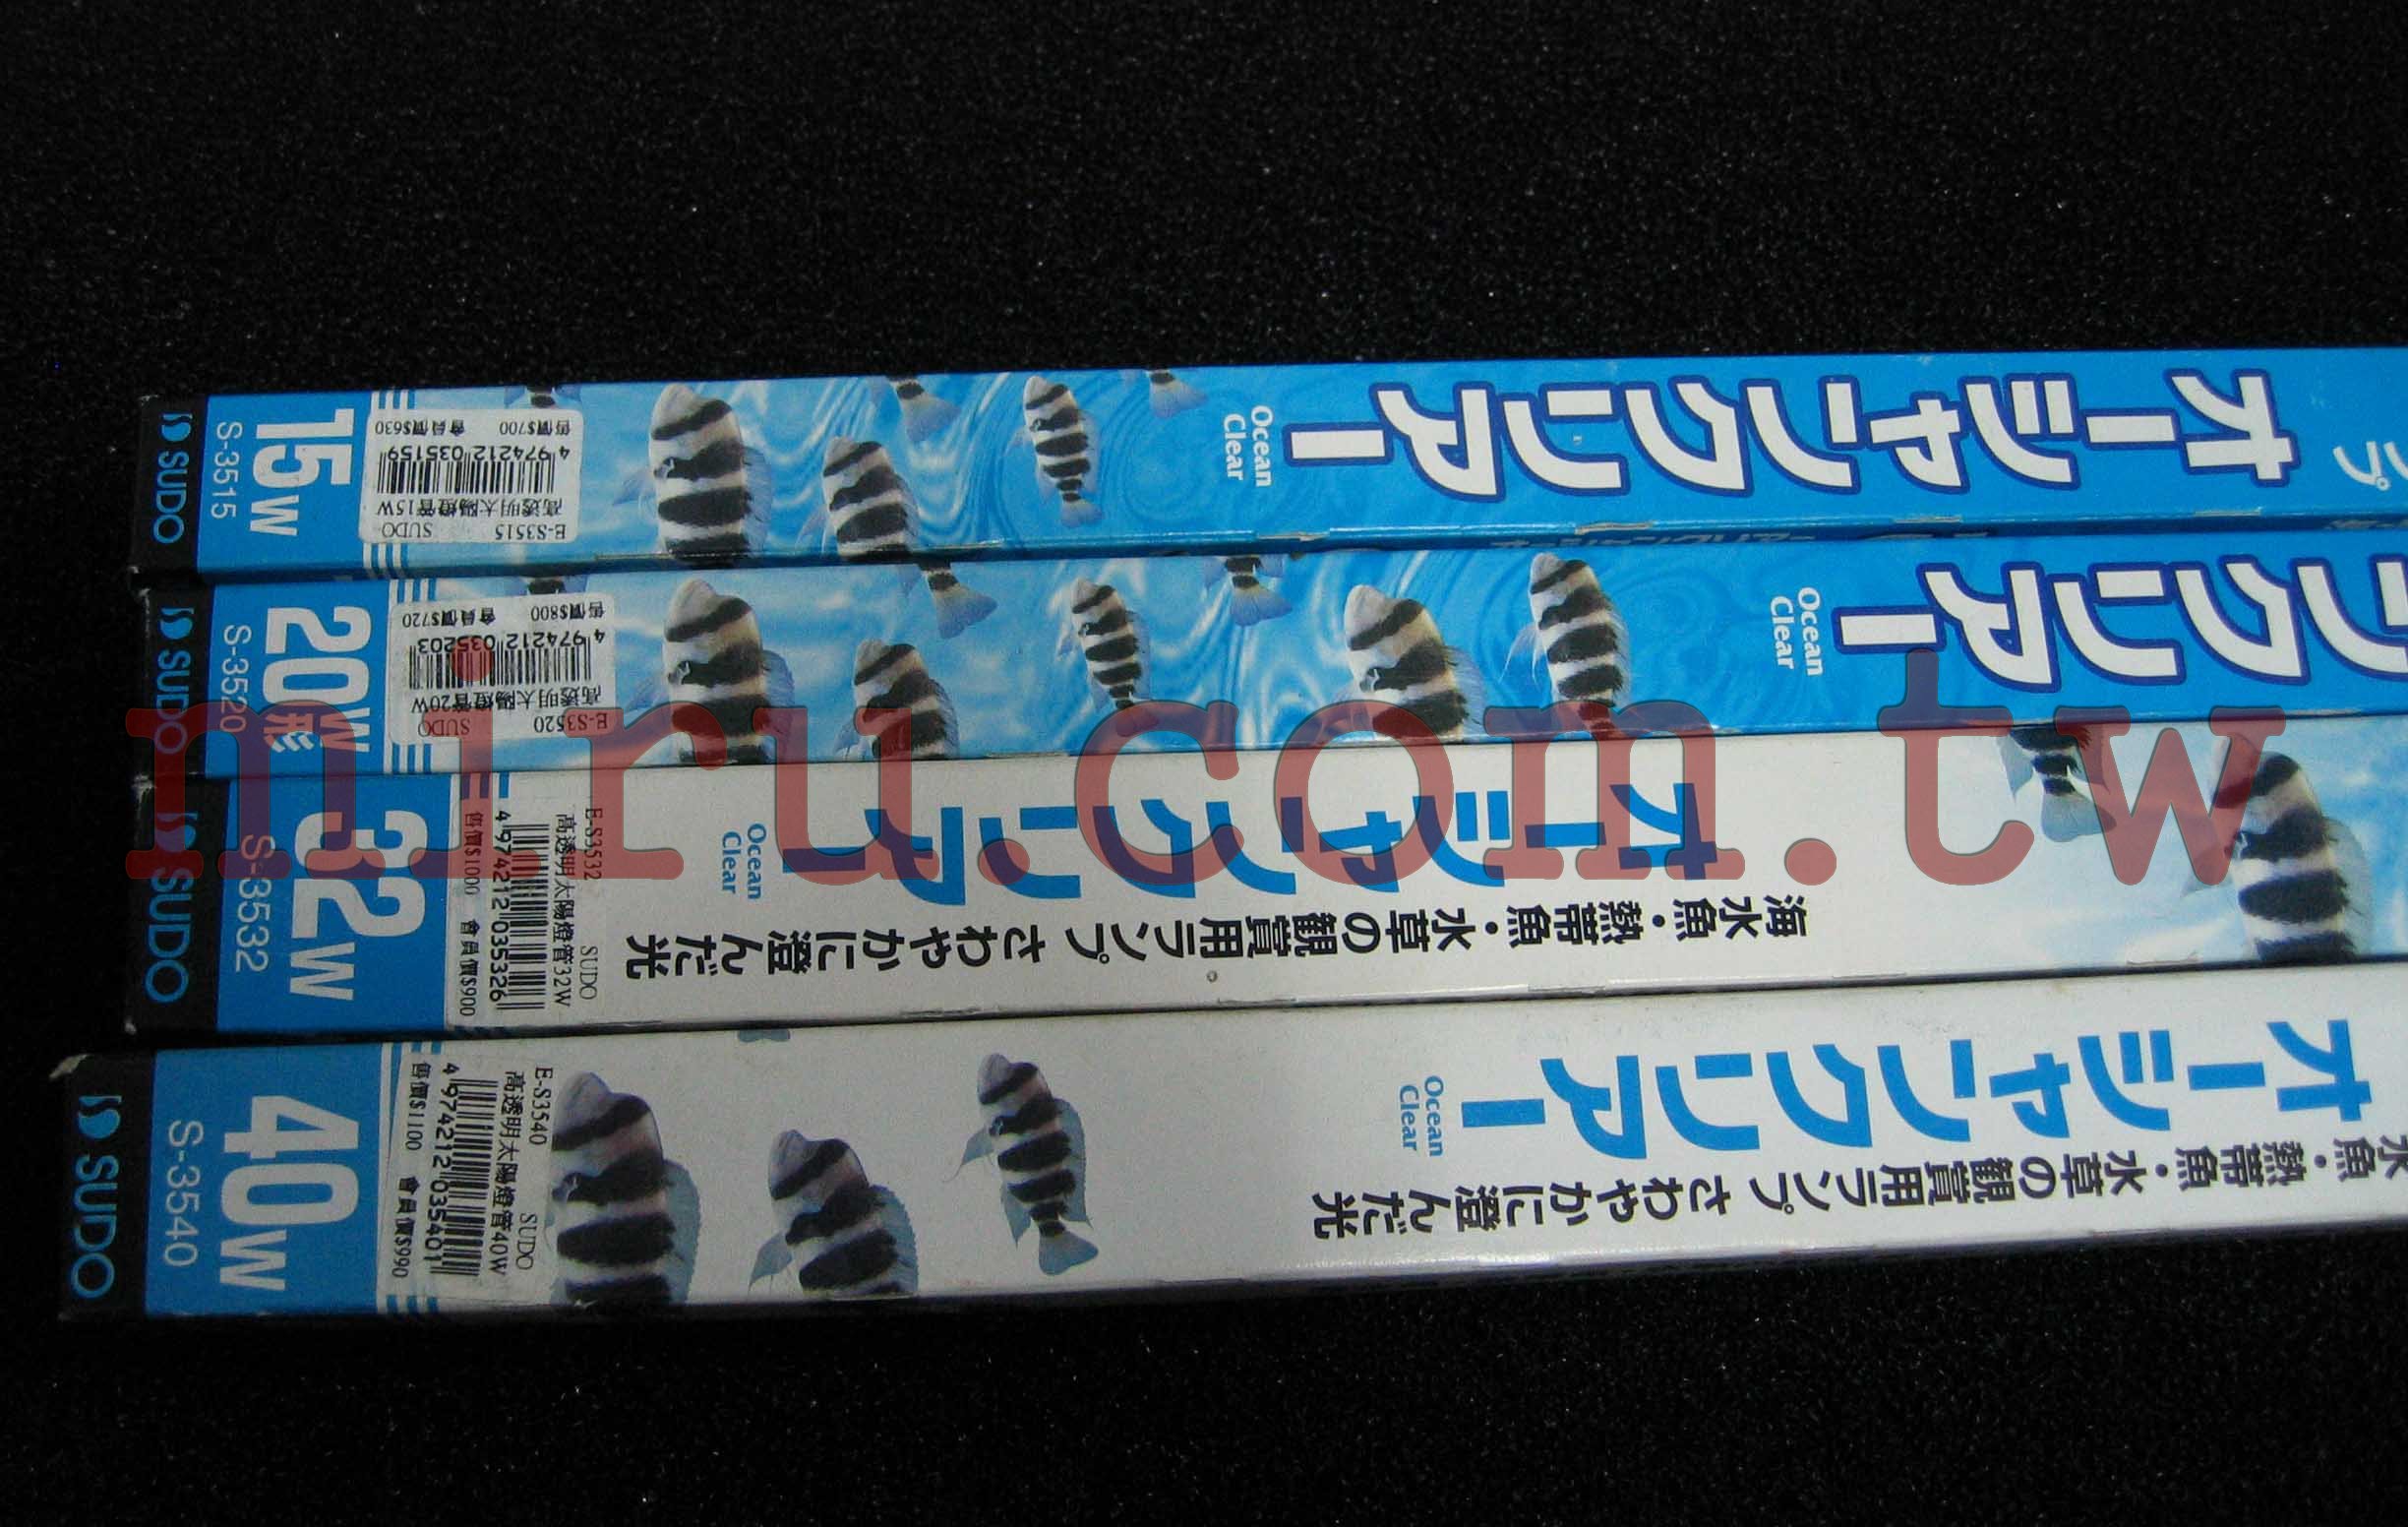 SUDO
S-3515
15W
售價$700 會員價$630
4 974212 035159
高透明太陽燈管15W
E-S3515 SUDO
Ocean
Clear
オーシャンクリアー
SUDO
S-3520
20W形
售價$800 會員價$720
4 974212 035203
高透明太陽燈管20W
E-S3520 SUDO
Ocean
Clear
ンクリアー
SUDO
S-3532
32W
E-S3532 SUDO
高透明太陽燈管32W
4 974212 035326
售價$1000 會員價$900
Ocean
Clear
オーシャンクリアー
海水魚・熱帯魚・水草の観賞用ランプ さわやかに澄んだ光
SUDO
S-3540
40W
E-S3540 SUDO
高透明太陽燈管40W
4 974212 035401
售價$1100 會員價$990
Ocean
Clear
オーシャンクリアー
水魚・熱帯魚・水草の観賞用ランプ さわやかに澄んだ光
miru.com.tw